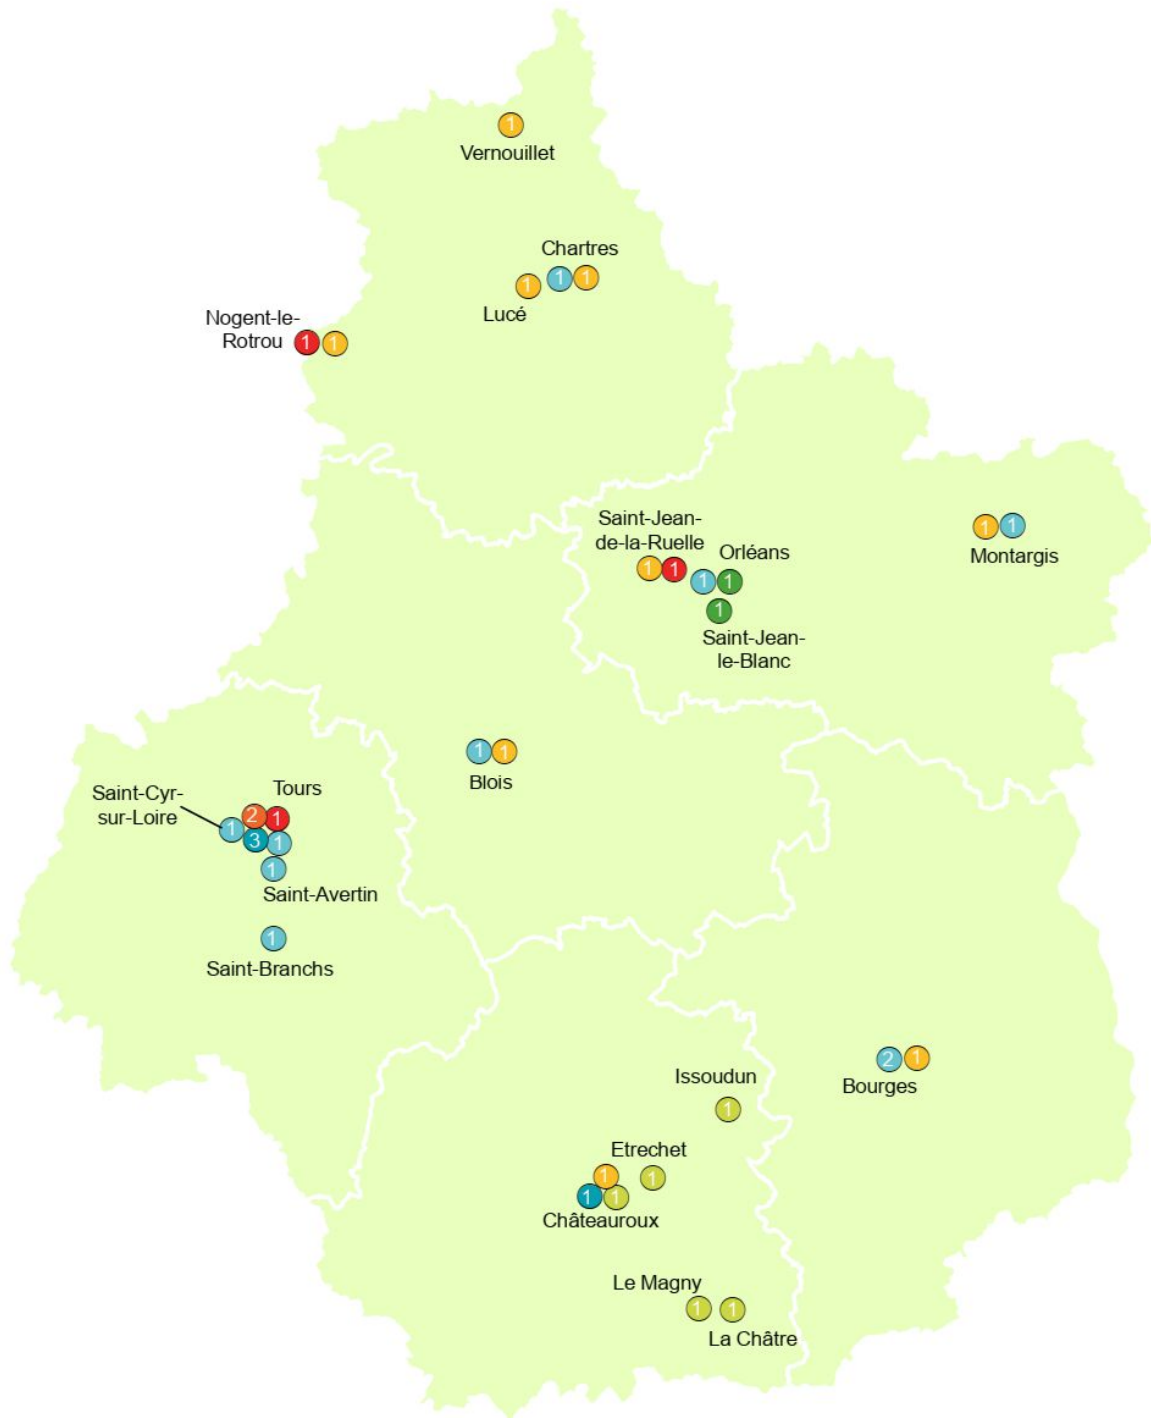 1
Vernouillet
Chartres
1 1 1
Lucé
Nogent-le-
Rotrou 1 1
Saint-Jean-
de-la-Ruelle
Orléans
1 1 1 1
1
Saint-Jean-
le-Blanc
1 1
Montargis
1 1
Blois
Saint-Cyr-
sur-Loire
Tours
2 1
1 3 1
1
Saint-Avertin
1
Saint-Branchs
2 1
Bourges
Issoudun
1
Etrechet
1 1
1 1
Châteauroux
Le Magny
1 1
La Châtre